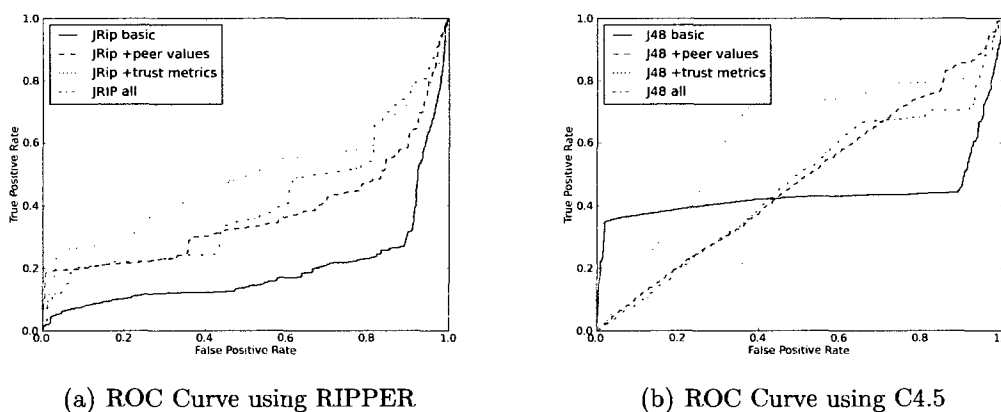 JRip basic
JRip +peer values
JRip +trust metrics
JRIP all
True Positive Rate
1.0
0.8
0.6
0.4
0.2
0.0
0.0 0.2 0.4 0.6 0.8 1.0
False Positive Rate
(a) ROC Curve using RIPPER
J48 basic
J48 +peer values
J48 +trust metrics
J48 all
True Positive Rate
1.0
0.8
0.6
0.4
0.2
0.0
0.0 0.2 0.4 0.6 0.8 1.0
False Positive Rate
(b) ROC Curve using C4.5